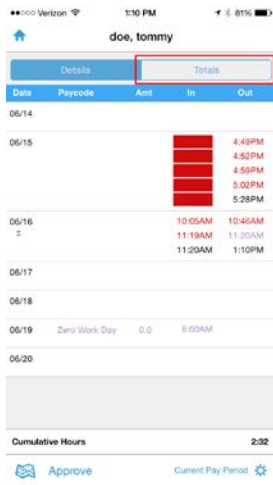 Verizon 1:10 PM 81%
doe, tommy
Details Totals
Date Paycode Amt In Out
06/14
06/15 4:49PM
4:52PM
4:59PM
5:02PM
5:28PM
06/16 10:05AM 10:46AM
11:19AM 11:20AM
11:20AM 1:10PM
06/17
06/18
06/19 Zero Work Day 0.0 8:00AM
06/20
Cumulative Hours 2:32
Approve Current Pay Period